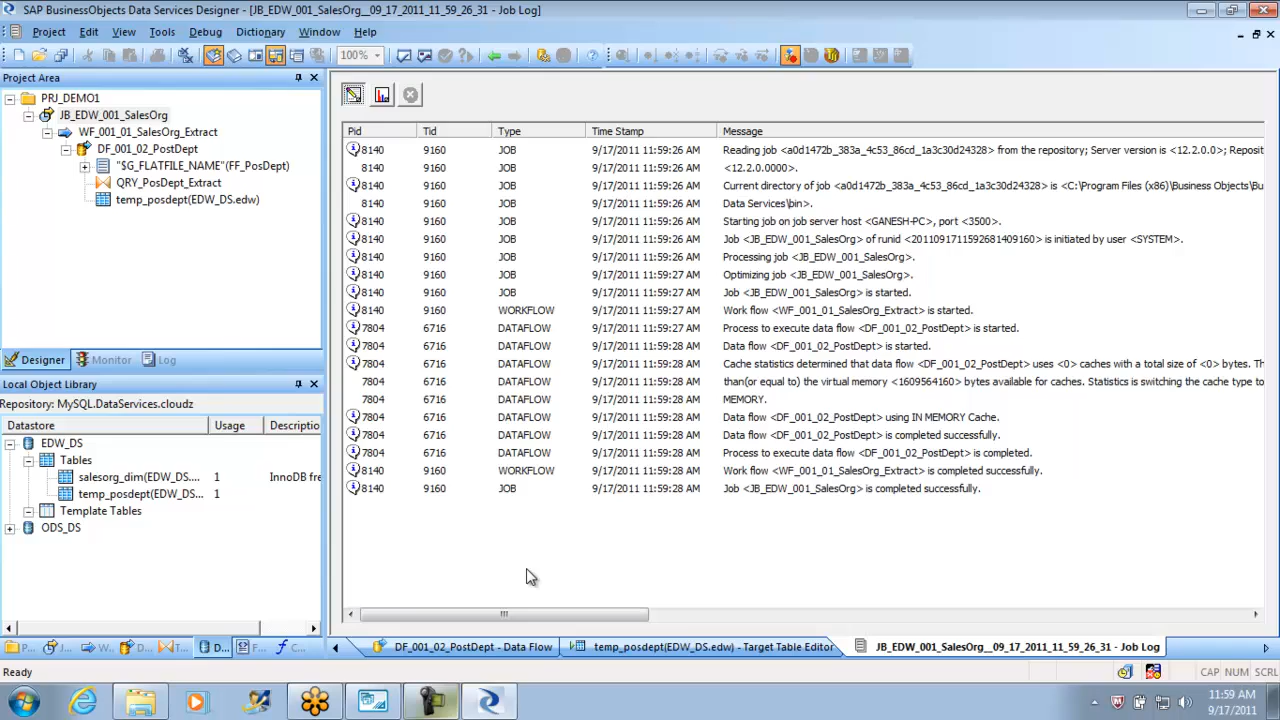 SAP BusinessObjects Data Services Designer - [JB_EDW_001_SalesOrg__09_17_2011_11_59_26_31 - Job Log]
Project Edit View Tools Debug Dictionary Window Help
100%
Project Area
PRJ_DEMO1
JB_EDW_001_SalesOrg
WF_001_01_SalesOrg_Extract
DF_001_02_PostDept
"$G_FLATFILE_NAME"(FF_PosDept)
QRY_PosDept_Extract
temp_posdept(EDW_DS.edw)
Designer Monitor Log
Local Object Library
Repository: MySQL.DataServices.cloudz
Datastore Usage Descriptio
EDW_DS
Tables
salesorg_dim(EDW_DS.... 1 InnoDB fre
temp_posdept(EDW_DS... 1
Template Tables
ODS_DS
P... J... W... D... T... D... F... C...
Pid Tid Type Time Stamp Message
8140 9160 JOB 9/17/2011 11:59:26 AM Reading job <a0d1472b_383a_4c53_86cd_1a3c30d24328> from the repository; Server version is <12.2.0.0>; Reposit
8140 9160 JOB 9/17/2011 11:59:26 AM <12.2.0.0000>.
8140 9160 JOB 9/17/2011 11:59:26 AM Current directory of job <a0d1472b_383a_4c53_86cd_1a3c30d24328> is <C:\Program Files (x86)\Business Objects\Bu
8140 9160 JOB 9/17/2011 11:59:26 AM Data Services\bin>.
8140 9160 JOB 9/17/2011 11:59:26 AM Starting job on job server host <GANESH-PC>, port <3500>.
8140 9160 JOB 9/17/2011 11:59:26 AM Job <JB_EDW_001_SalesOrg> of runid <2011091711592681409160> is initiated by user <SYSTEM>.
8140 9160 JOB 9/17/2011 11:59:26 AM Processing job <JB_EDW_001_SalesOrg>.
8140 9160 JOB 9/17/2011 11:59:27 AM Optimizing job <JB_EDW_001_SalesOrg>.
8140 9160 JOB 9/17/2011 11:59:27 AM Job <JB_EDW_001_SalesOrg> is started.
8140 9160 WORKFLOW 9/17/2011 11:59:27 AM Work flow <WF_001_01_SalesOrg_Extract> is started.
7804 6716 DATAFLOW 9/17/2011 11:59:27 AM Process to execute data flow <DF_001_02_PostDept> is started.
7804 6716 DATAFLOW 9/17/2011 11:59:28 AM Data flow <DF_001_02_PostDept> is started.
7804 6716 DATAFLOW 9/17/2011 11:59:28 AM Cache statistics determined that data flow <DF_001_02_PostDept> uses <0> caches with a total size of <0> bytes. Th
7804 6716 DATAFLOW 9/17/2011 11:59:28 AM than(or equal to) the virtual memory <1609564160> bytes available for caches. Statistics is switching the cache type to
7804 6716 DATAFLOW 9/17/2011 11:59:28 AM MEMORY.
7804 6716 DATAFLOW 9/17/2011 11:59:28 AM Data flow <DF_001_02_PostDept> using IN MEMORY Cache.
7804 6716 DATAFLOW 9/17/2011 11:59:28 AM Data flow <DF_001_02_PostDept> is completed successfully.
7804 6716 DATAFLOW 9/17/2011 11:59:28 AM Process to execute data flow <DF_001_02_PostDept> is completed.
8140 9160 WORKFLOW 9/17/2011 11:59:28 AM Work flow <WF_001_01_SalesOrg_Extract> is completed successfully.
8140 9160 JOB 9/17/2011 11:59:28 AM Job <JB_EDW_001_SalesOrg> is completed successfully.
DF_001_02_PostDept - Data Flow temp_posdept(EDW_DS.edw) - Target Table Editor JB_EDW_001_SalesOrg__09_17_2011_11_59_26_31 - Job Log
Ready CAP NUM SCRL
11:59 AM
9/17/2011